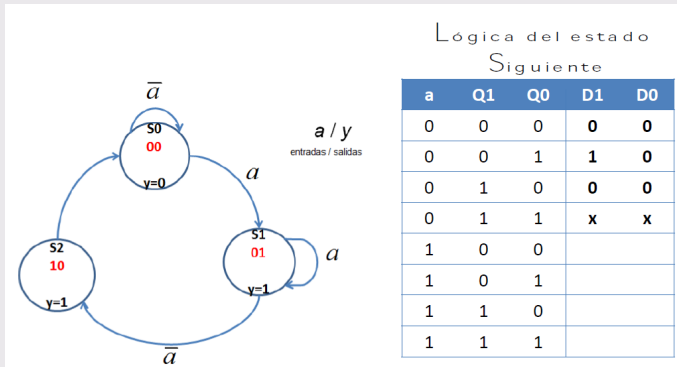 Lógica del estado
Siguiente
a̅
S0
00
y=0
a / y
entradas / salidas
a
S1
01
y=1
a
S2
10
y=1
a̅
a Q1 Q0 D1 D0
0 0 0 0 0
0 0 1 1 0
0 1 0 0 0
0 1 1 x x
1 0 0
1 0 1
1 1 0
1 1 1